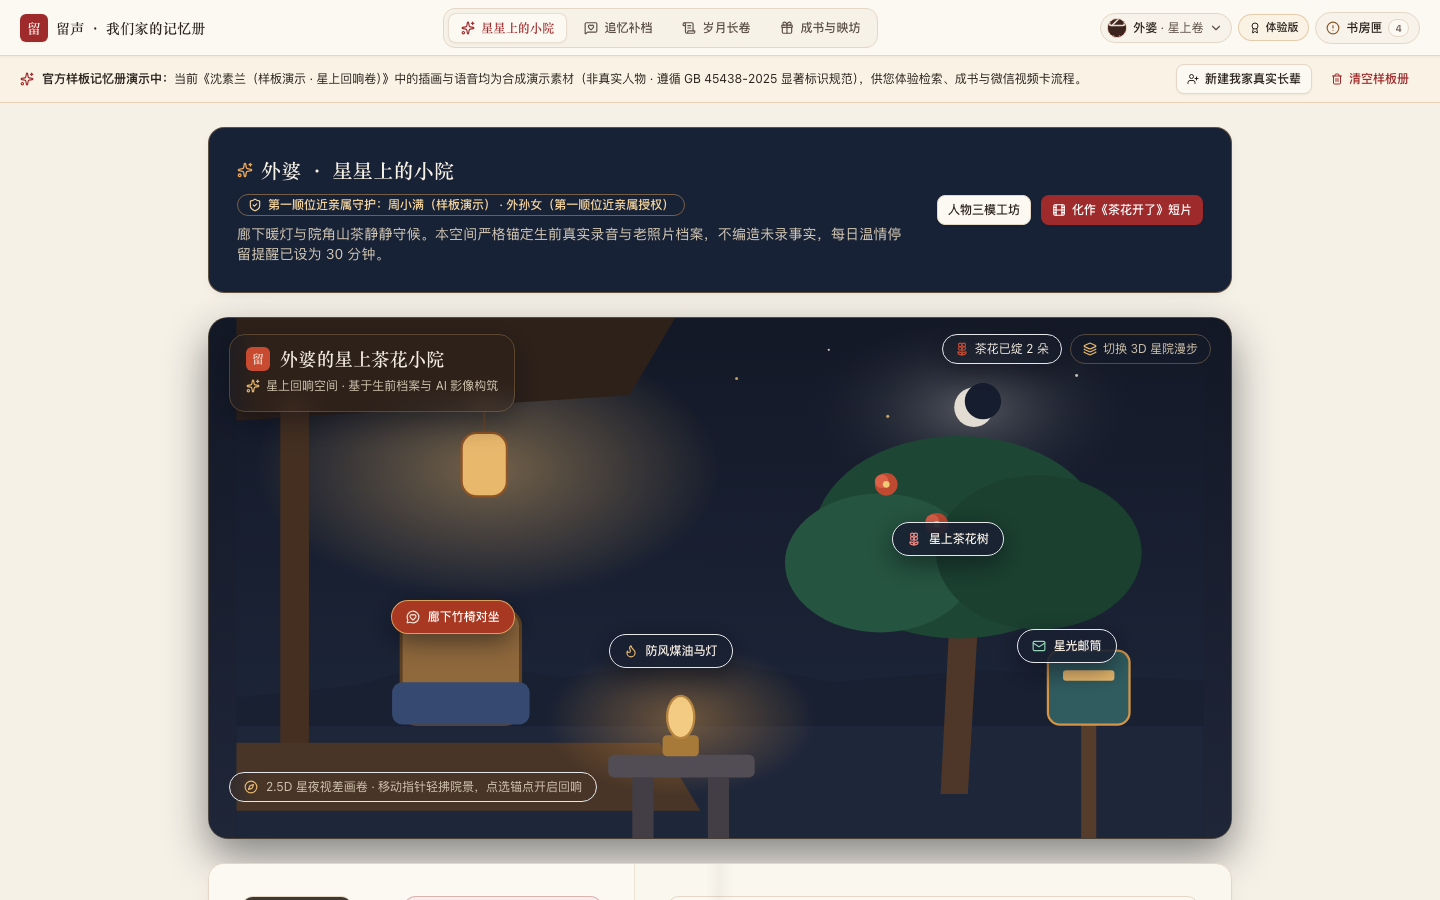 留 留声 · 我们家的记忆册
星星上的小院 追忆补档 岁月长卷 成书与映坊
外婆 · 星上卷 体验版 书房匣 4
官方样板记忆册演示中：当前《沈素兰（样板演示 · 星上回响卷）》中的插画与语音均为合成演示素材（非真实人物 · 遵循 GB 45438-2025 显著标识规范），供您体验检索、成书与微信视频卡流程。
新建我家真实长辈 清空样板册
外婆 · 星星上的小院
第一顺位近亲属守护：周小满（样板演示） · 外孙女（第一顺位近亲属授权）
廊下暖灯与院角山茶静静守候。本空间严格锚定生前真实录音与老照片档案，不编造未录事实，每日温情停
留提醒已设为 30 分钟。
人物三模工坊 化作《茶花开了》短片
留 外婆的星上茶花小院
星上回响空间 · 基于生前档案与 AI 影像构筑
茶花已绽 2 朵 切换 3D 星院漫步
星上茶花树
廊下竹椅对坐
防风煤油马灯
星光邮筒
2.5D 星夜视差画卷 · 移动指针轻拂院景，点选锚点开启回响